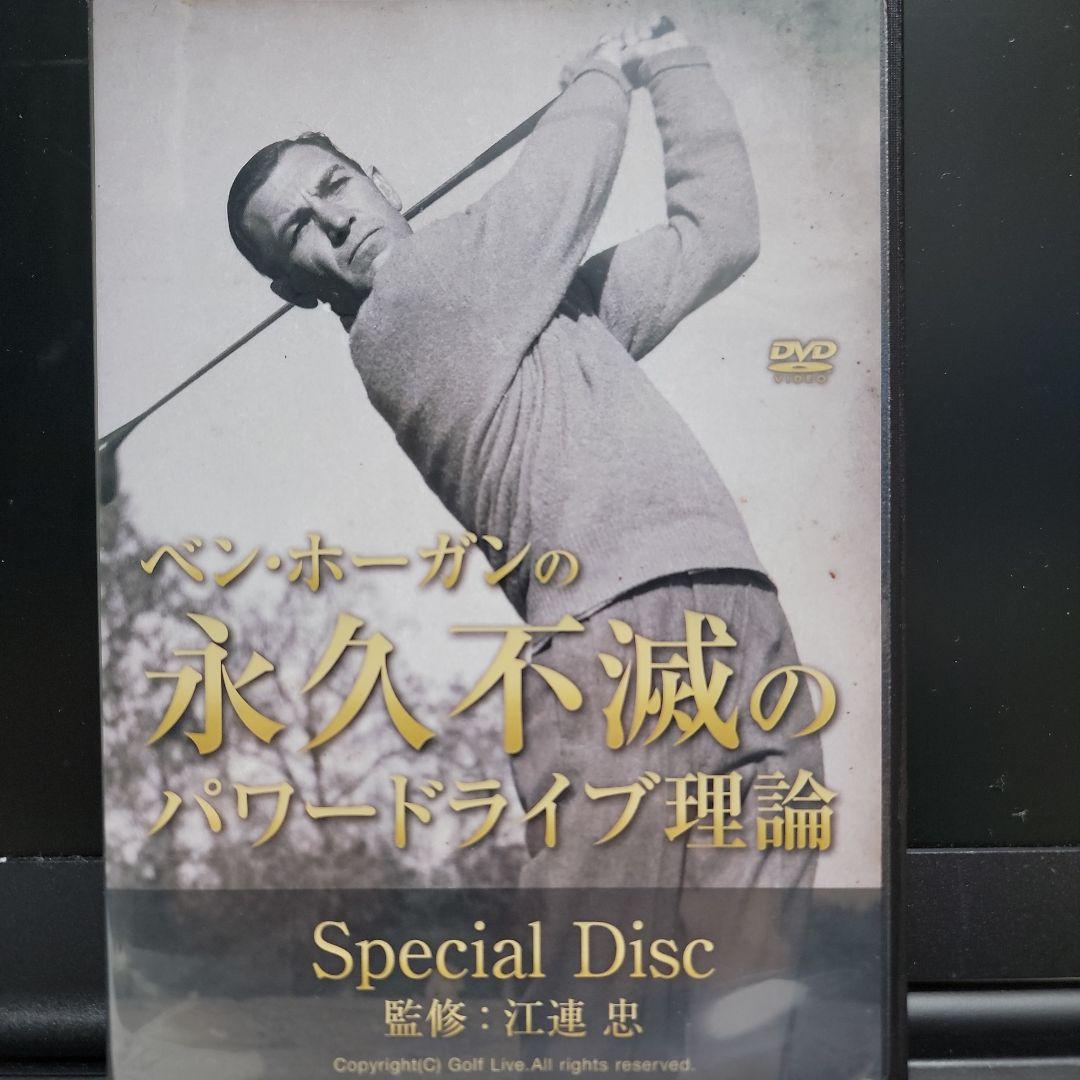 DVD
VIDEO
ベン・ホーガンの
永久不滅の
パワードライブ理論
Special Disc
監修：江連 忠
Copyright(C) Golf Live.All rights reserved.